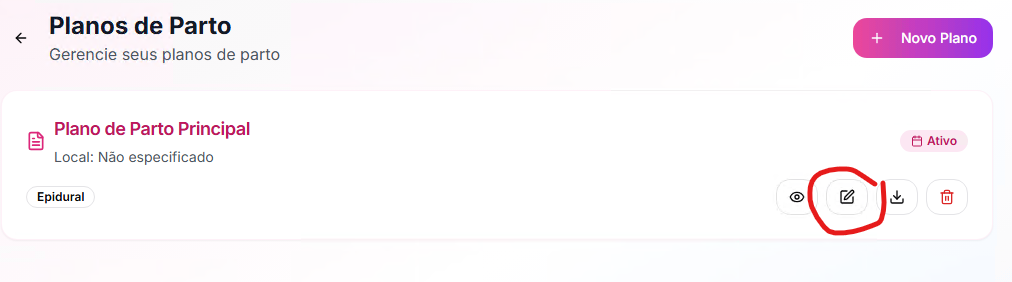 Planos de Parto
Gerencie seus planos de parto
Novo Plano
Plano de Parto Principal
Local: Não especificado
Ativo
Epidural